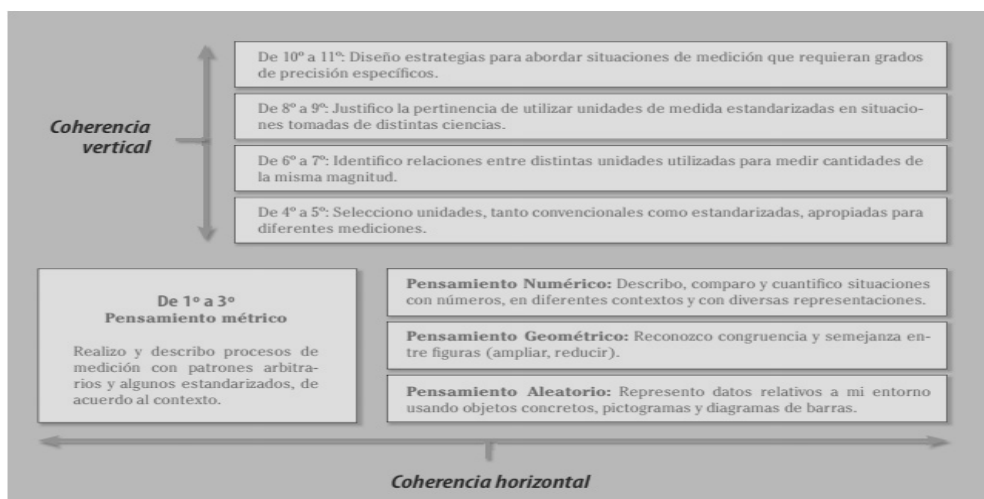 De 10º a 11º: Diseño estrategias para abordar situaciones de medición que requieran grados
de precisión específicos.
De 8º a 9º: Justifico la pertinencia de utilizar unidades de medida estandarizadas en situacio-
nes tomadas de distintas ciencias.
Coherencia
vertical
De 6º a 7º: Identifico relaciones entre distintas unidades utilizadas para medir cantidades de
la misma magnitud.
De 4º a 5º: Selecciono unidades, tanto convencionales como estandarizadas, apropiadas para
diferentes mediciones.
De 1º a 3º
Pensamiento métrico
Realizo y describo procesos de
medición con patrones arbitra-
rios y algunos estandarizados, de
acuerdo al contexto.
Pensamiento Numérico: Describo, comparo y cuantifico situaciones
con números, en diferentes contextos y con diversas representaciones.
Pensamiento Geométrico: Reconozco congruencia y semejanza en-
tre figuras (ampliar, reducir).
Pensamiento Aleatorio: Represento datos relativos a mi entorno
usando objetos concretos, pictogramas y diagramas de barras.
Coherencia horizontal